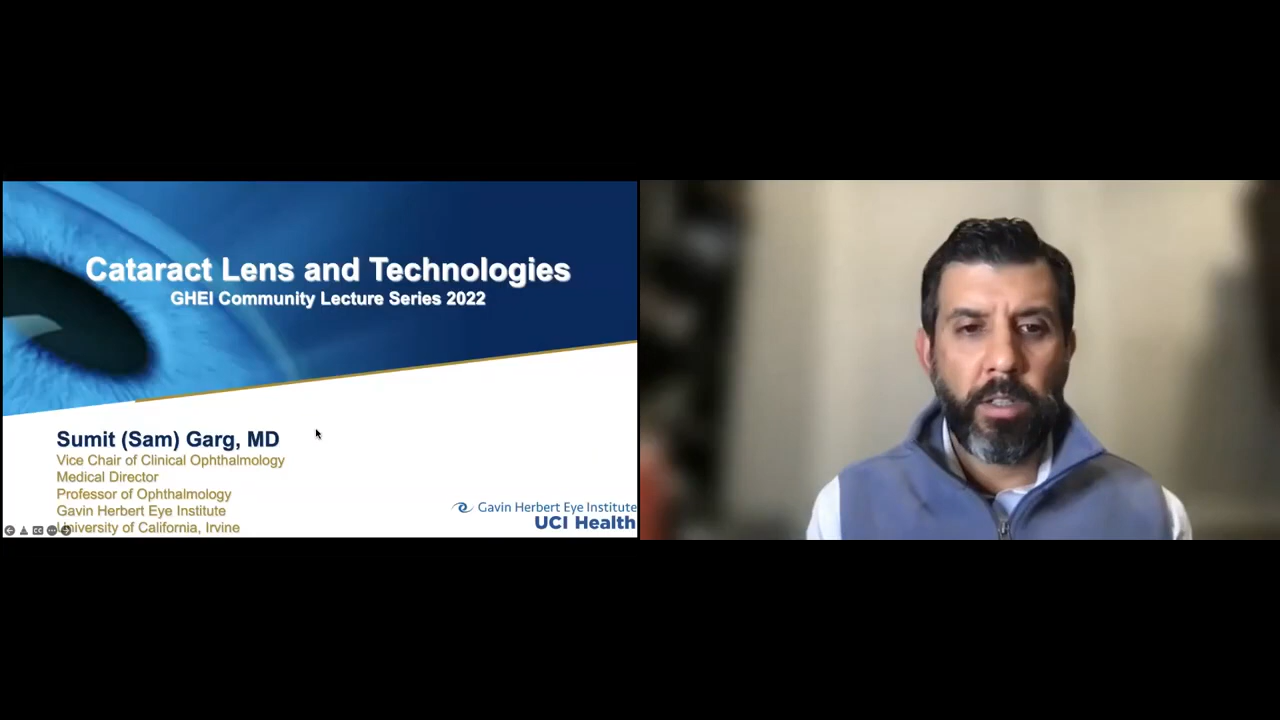 Cataract Lens and Technologies
GHEI Community Lecture Series 2022
Sumit (Sam) Garg, MD
Vice Chair of Clinical Ophthalmology
Medical Director
Professor of Ophthalmology
Gavin Herbert Eye Institute
University of California, Irvine
Gavin Herbert Eye Institute
UCI Health